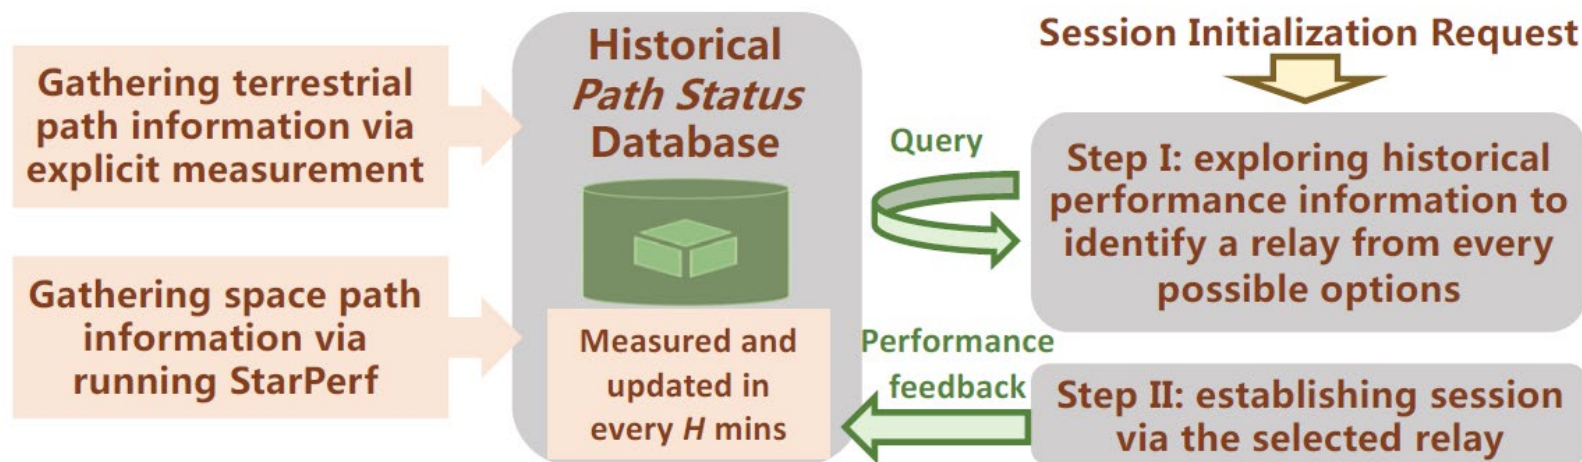 Gathering terrestrial
path information via
explicit measurement
Gathering space path
information via
running StarPerf
Historical
Path Status
Database
Measured and
updated in
every H mins
Query
Performance
feedback
Session Initialization Request
Step I: exploring historical
performance information to
identify a relay from every
possible options
Step II: establishing session
via the selected relay